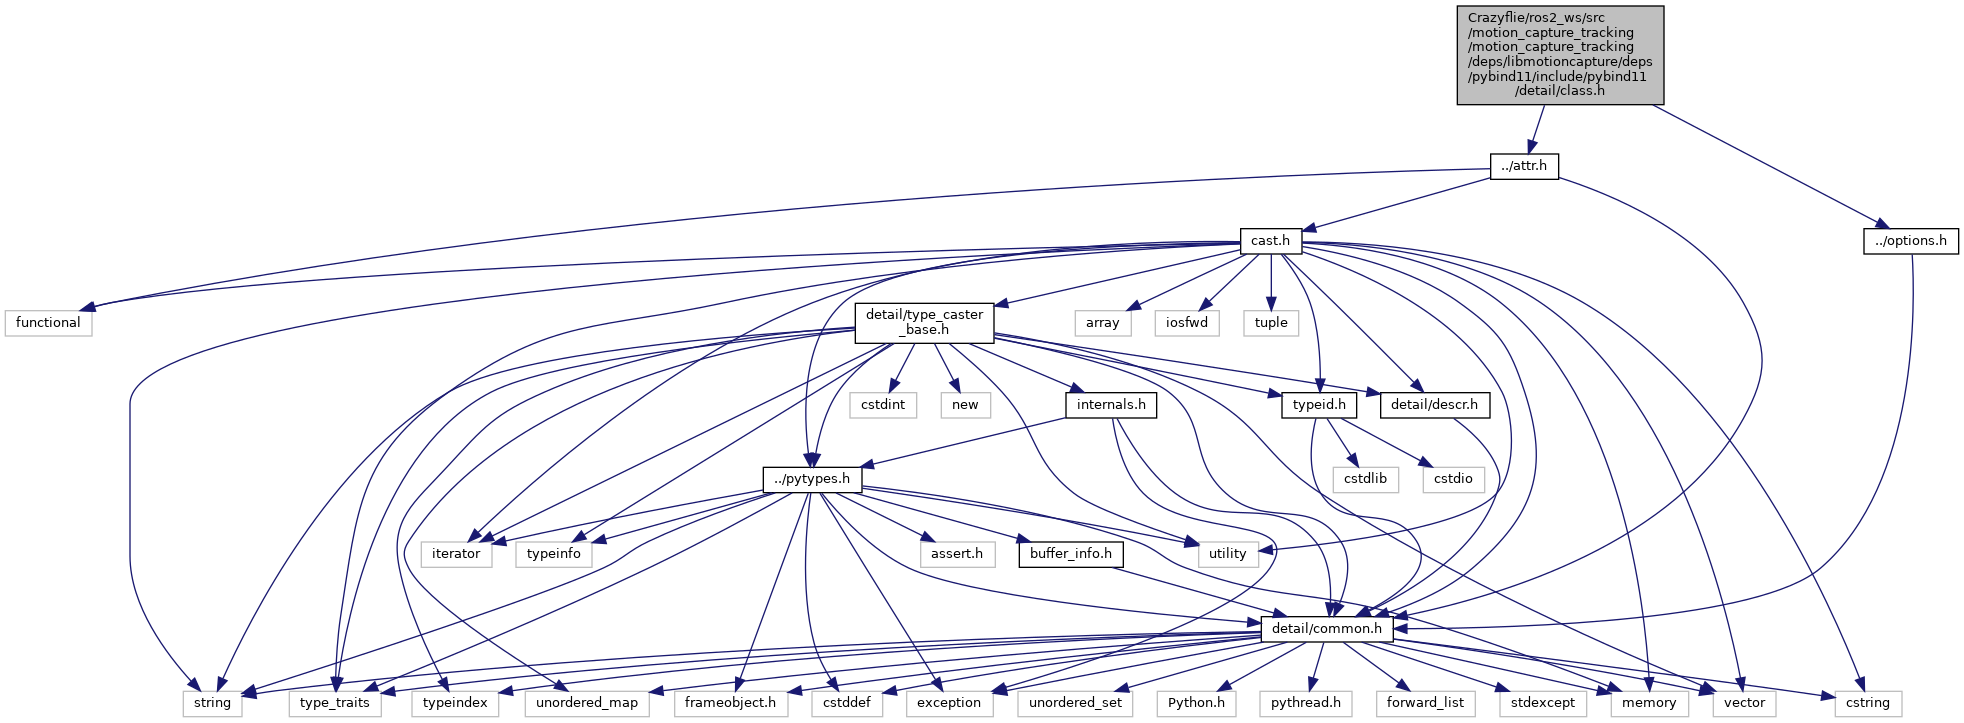 Crazyflie/ros2_ws/src
/motion_capture_tracking
/motion_capture_tracking
/deps/libmotioncapture/deps
/pybind11/include/pybind11
/detail/class.h
../attr.h
cast.h
../options.h
functional
detail/type_caster
_base.h
array
iosfwd
tuple
cstdint
new
internals.h
typeid.h
detail/descr.h
../pytypes.h
cstdlib
cstdio
iterator
typeinfo
assert.h
buffer_info.h
utility
detail/common.h
string
type_traits
typeindex
unordered_map
frameobject.h
cstddef
exception
unordered_set
Python.h
pythread.h
forward_list
stdexcept
memory
vector
cstring